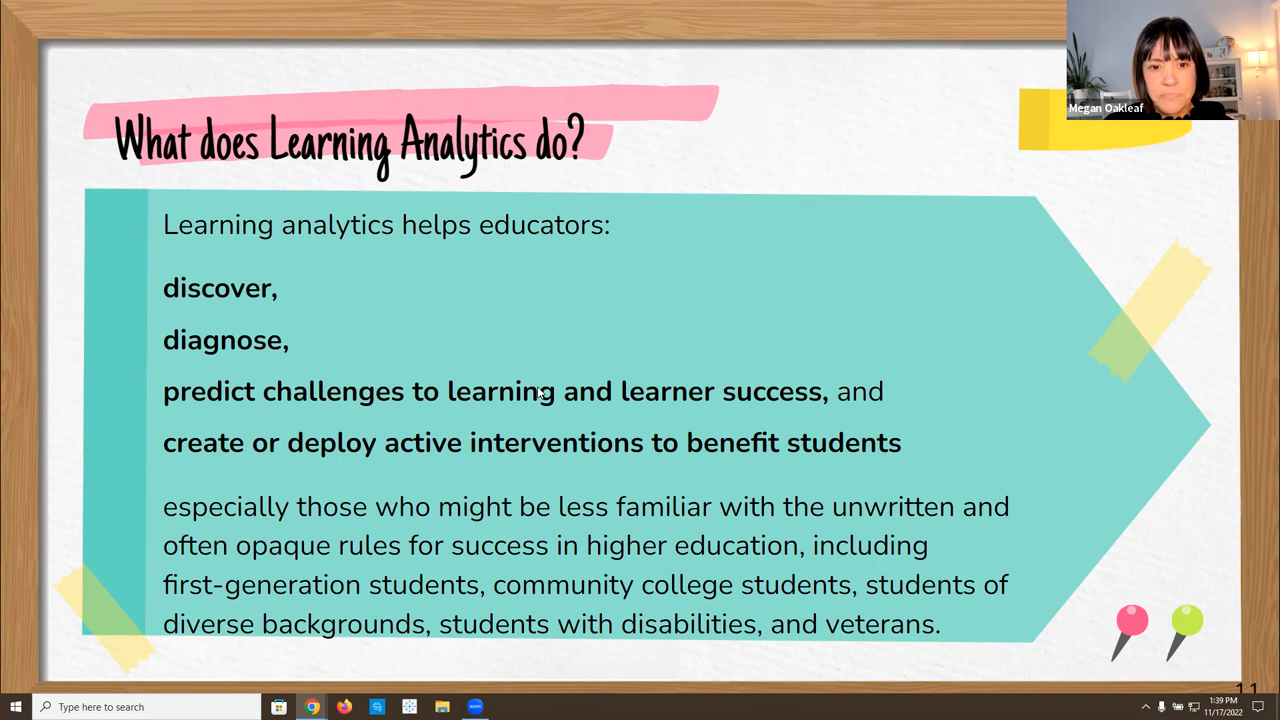 Megan Oakleaf
What does Learning Analytics do?
Learning analytics helps educators:
discover,
diagnose,
predict challenges to learning and learner success, and
create or deploy active interventions to benefit students
especially those who might be less familiar with the unwritten and
often opaque rules for success in higher education, including
first-generation students, community college students, students of
diverse backgrounds, students with disabilities, and veterans.
11
Type here to search
zoom
1:39 PM
11/17/2022